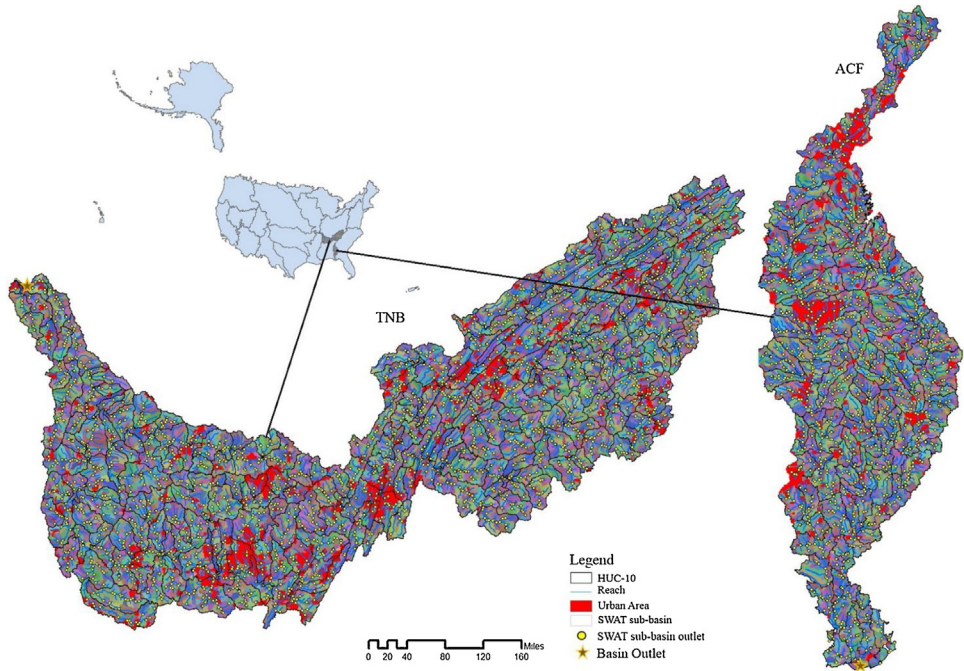 ACF
TNB
Legend
HUC-10
Reach
Urban Area
SWAT sub-basin
SWAT sub-basin outlet
Basin Outlet
Miles
0 20 40 80 120 160